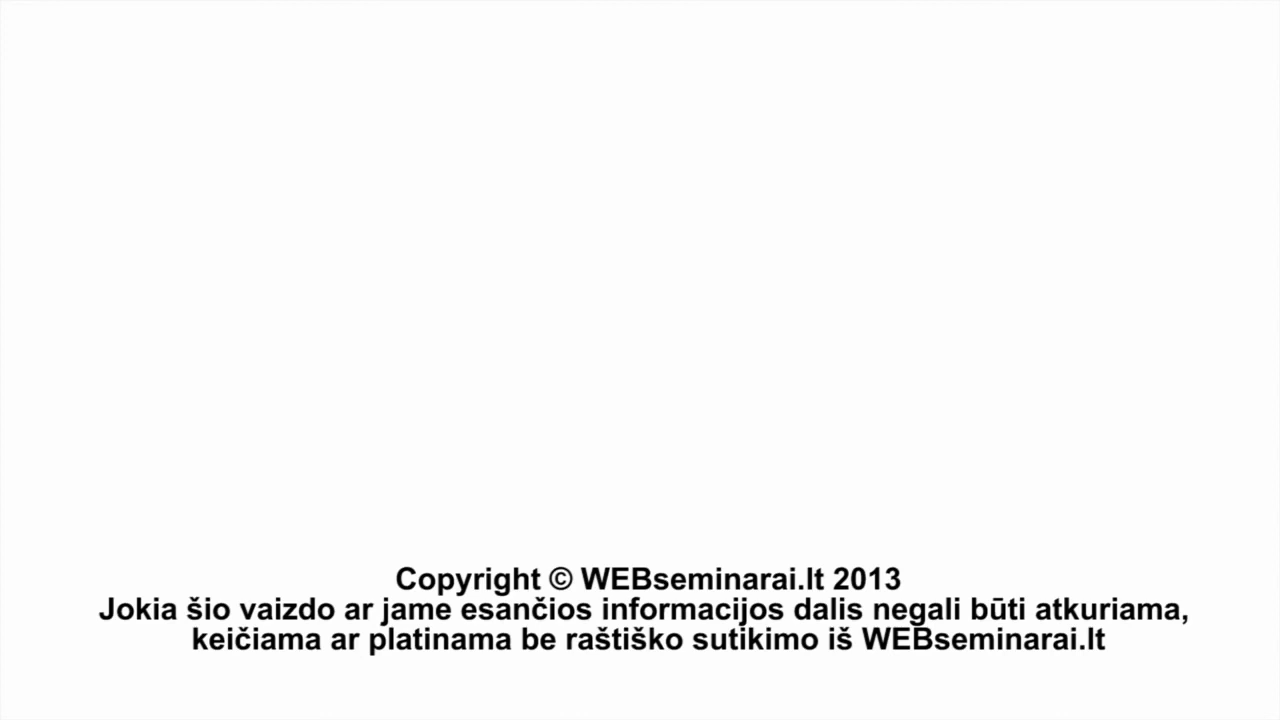 Copyright © WEBseminarai.lt 2013
Jokia šio vaizdo ar jame esančios informacijos dalis negali būti atkuriama,
keičiama ar platinama be raštiško sutikimo iš WEBseminarai.lt